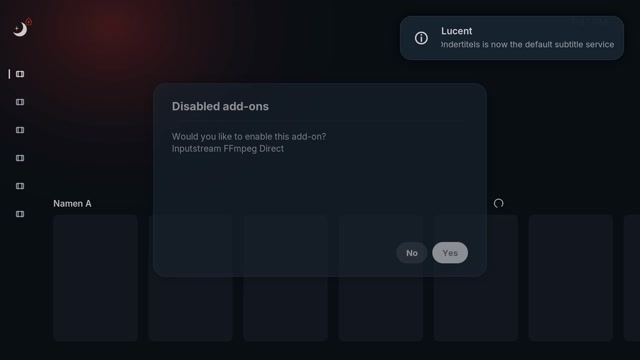 Lucent
Indertitels is now the default subtitle service
Disabled add-ons
Would you like to enable this add-on?
Inputstream FFmpeg Direct
Namen A
No
Yes